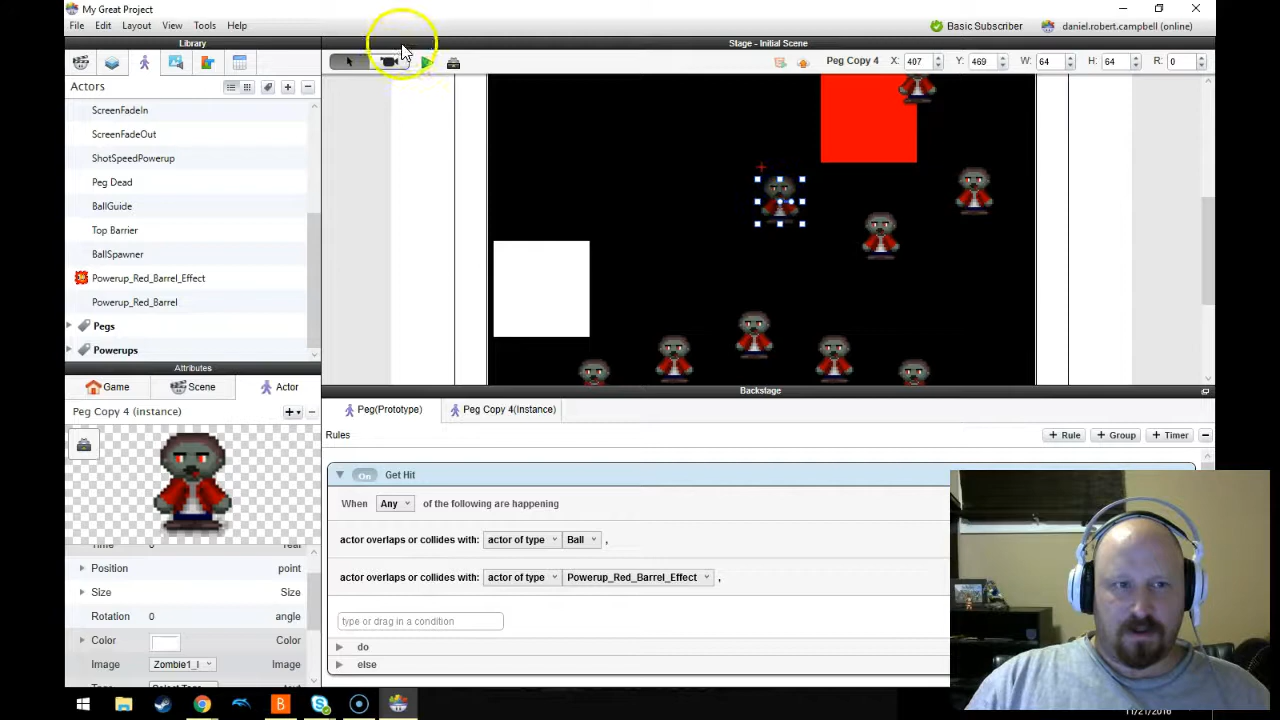 My Great Project
File Edit Layout View Tools Help
Basic Subscriber daniel.robert.campbell (online)
Library
Stage - Initial Scene
Peg Copy 4 X: 407 Y: 469 W: 64 H: 64 R: 0
Actors
ScreenFadeIn
ScreenFadeOut
ShotSpeedPowerup
Peg Dead
BallGuide
Top Barrier
BallSpawner
Powerup_Red_Barrel_Effect
Powerup_Red_Barrel
Pegs
Powerups
Attributes
Game Scene Actor
Peg Copy 4 (instance)
Position point
Size Size
Rotation 0 angle
Color Color
Image Zombie1_I Image
Backstage
Peg(Prototype) Peg Copy 4(Instance)
Rules + Rule + Group + Timer
On Get Hit
When Any of the following are happening
actor overlaps or collides with: actor of type Ball ,
actor overlaps or collides with: actor of type Powerup_Red_Barrel_Effect ,
type or drag in a condition
do
else
B
11/21/2016